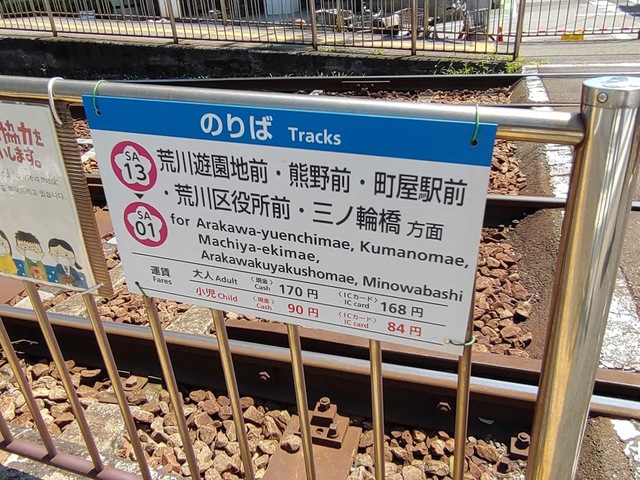 協力を
します。
のりば Tracks
SA 13
荒川遊園地前・熊野前・町屋駅前
SA 01
・荒川区役所前・三ノ輪橋 方面
for Arakawa-yuenchimae, Kumanomae,
Machiya-ekimae,
Arakawakuyakushomae, Minowabashi
運賃 Fares
大人 Adult 〈現金〉Cash 170 円 〈ICカード〉IC card 168 円
小児 Child 〈現金〉Cash 90 円 〈ICカード〉IC card 84 円